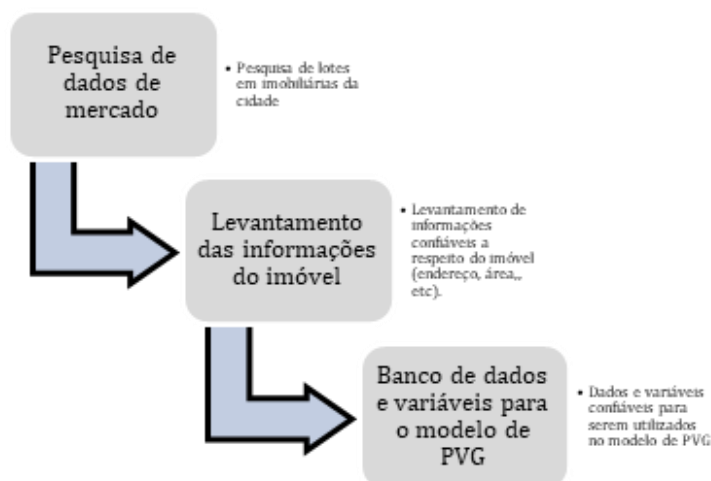 Pesquisa de
dados de
mercado
• Pesquisa de lotes
em imobiliárias da
cidade
Levantamento
das informações
do imóvel
• Levantamento de
informações
confiáveis a
respeito do imóvel
(endereço, área,,
etc).
Banco de dados
e variáveis para
o modelo de
PVG
• Dados e variáveis
confiáveis para
serem utilizados
no modelo de PVG